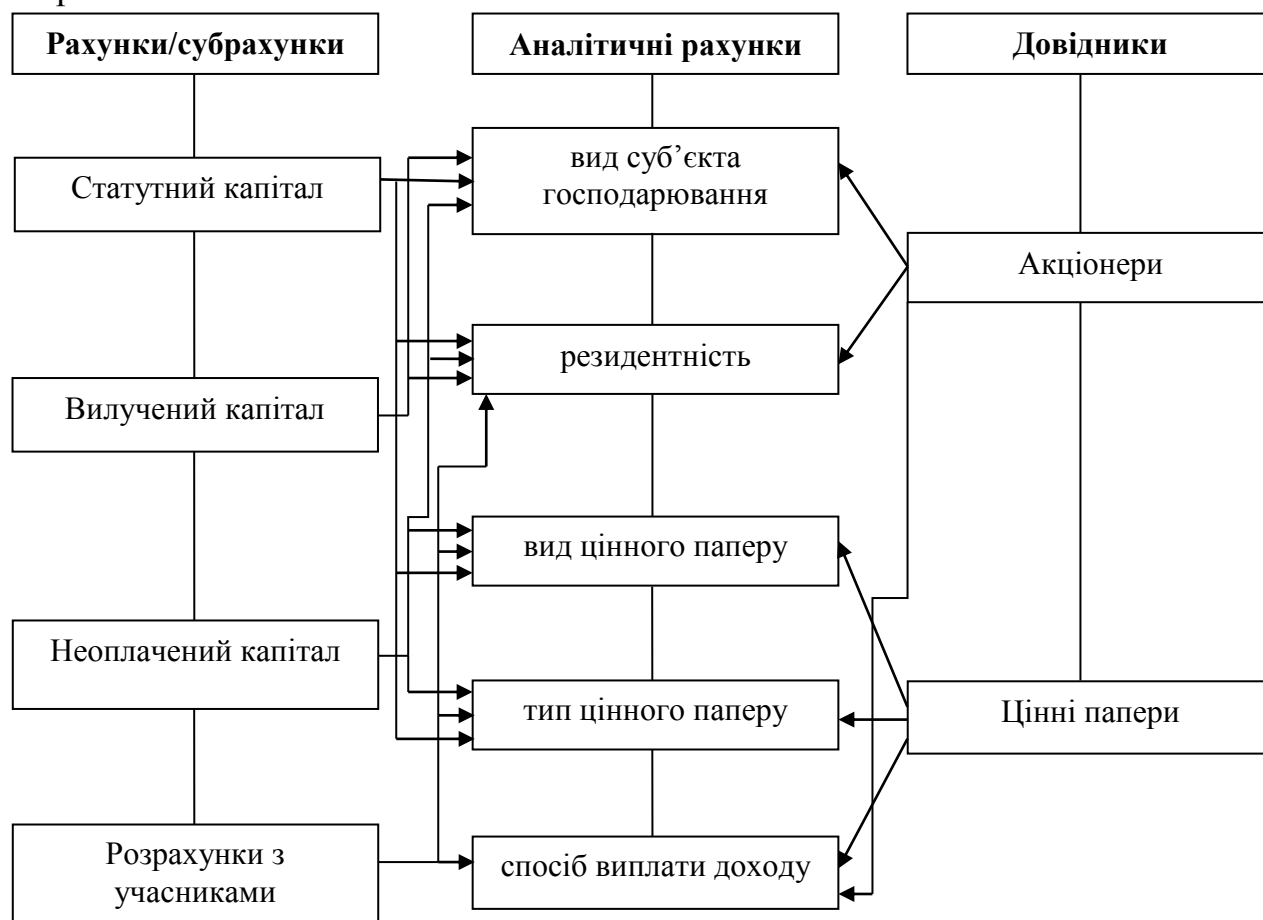 Рахунки/субрахунки
Аналітичні рахунки
Довідники
Статутний капітал
вид суб’єкта
господарювання
Акціонери
резидентність
Вилучений капітал
вид цінного паперу
Неоплачений капітал
тип цінного паперу
Цінні папери
Розрахунки з
учасниками
спосіб виплати доходу